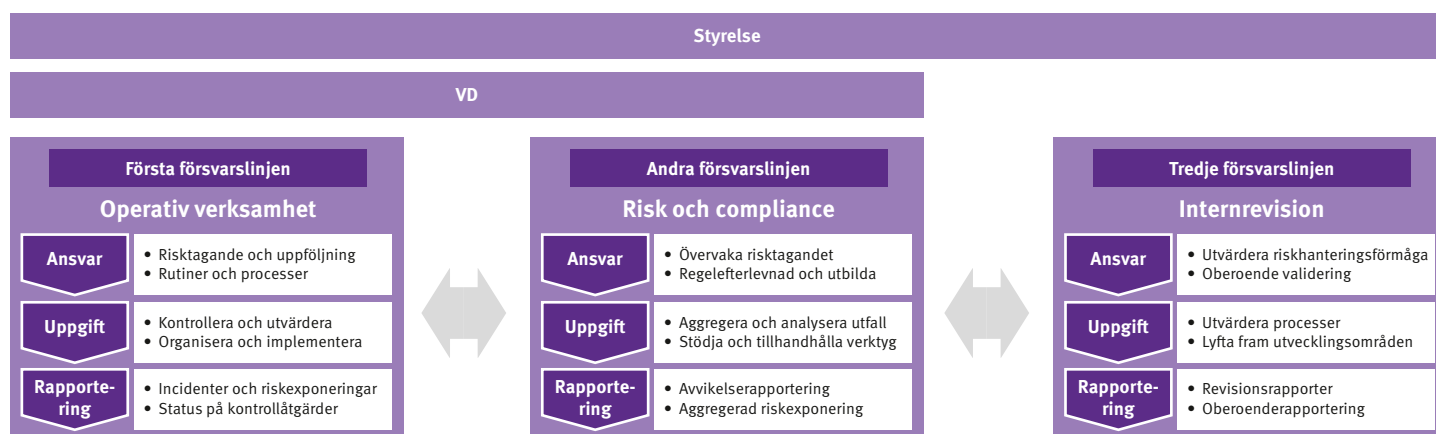 Styrelse
VD
Första försvarslinjen
Operativ verksamhet
Ansvar
• Risktagande och uppföljning
• Rutiner och processer
Uppgift
• Kontrollera och utvärdera
• Organisera och implementera
Rapporte-
ring
• Incidenter och riskexponeringar
• Status på kontrollåtgärder
Andra försvarslinjen
Risk och compliance
Ansvar
• Övervaka risktagandet
• Regelefterlevnad och utbilda
Uppgift
• Aggregera och analysera utfall
• Stödja och tillhandhålla verktyg
Rapporte-
ring
• Avvikelserapportering
• Aggregerad riskexponering
Tredje försvarslinjen
Internrevision
Ansvar
• Utvärdera riskhanteringsförmåga
• Oberoende validering
Uppgift
• Utvärdera processer
• Lyfta fram utvecklingsområden
Rapporte-
ring
• Revisionsrapporter
• Oberoenderapportering